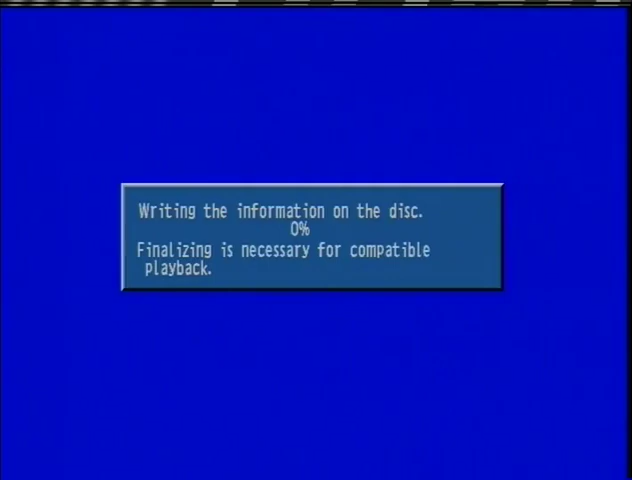 Writing the information on the disc.
0%
Finalizing is necessary for compatible
playback.